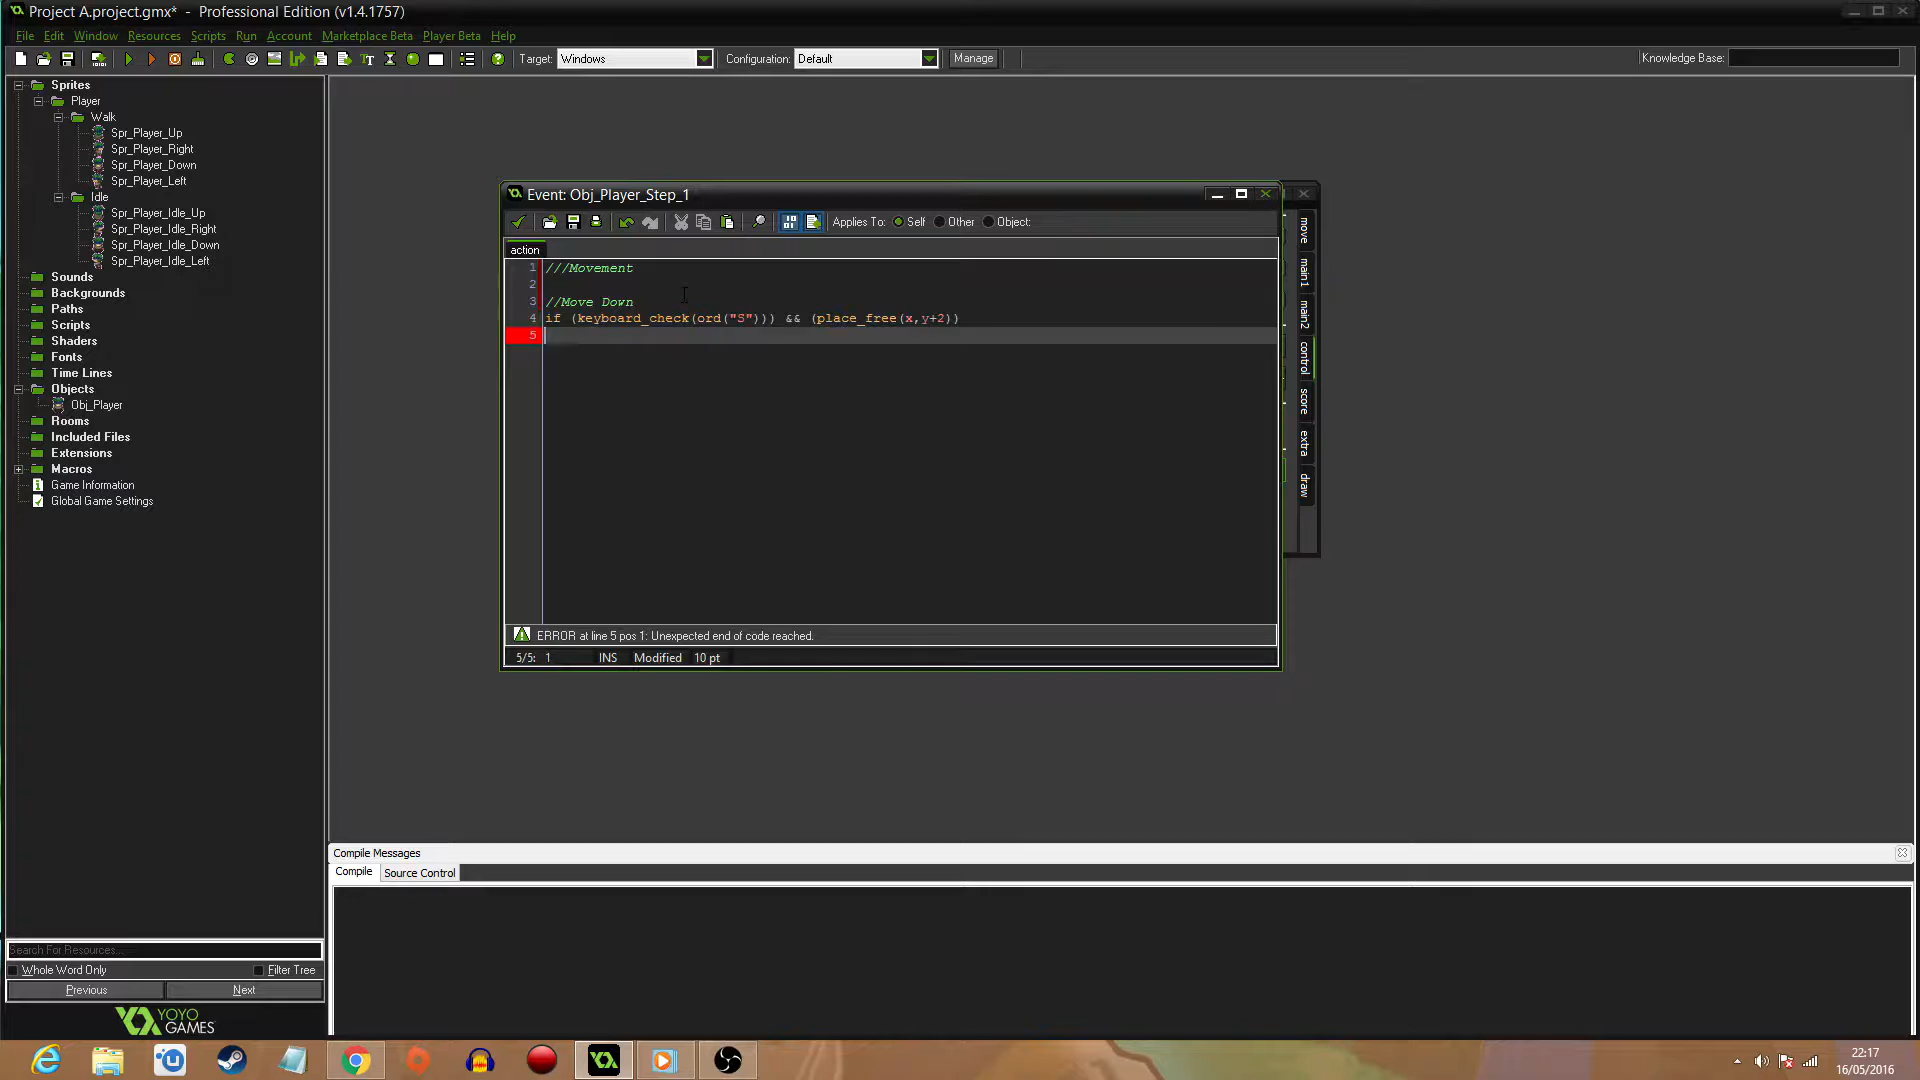 Project A.project.gmx* - Professional Edition (v1.4.1757)
File Edit Window Resources Scripts Run Account Marketplace Beta Player Beta Help
Target: Windows Configuration: Default Manage Knowledge Base:
Sprites
Player
Walk
Spr_Player_Up
Spr_Player_Right
Spr_Player_Down
Spr_Player_Left
Idle
Spr_Player_Idle_Up
Spr_Player_Idle_Right
Spr_Player_Idle_Down
Spr_Player_Idle_Left
Sounds
Backgrounds
Paths
Scripts
Shaders
Fonts
Time Lines
Objects
Obj_Player
Rooms
Included Files
Extensions
Macros
Game Information
Global Game Settings
Event: Obj_Player_Step_1
Applies To: Self Other Object:
action
1 ///Movement
2
3 //Move Down
4 if (keyboard_check(ord("S"))) && (place_free(x,y+2))
5
ERROR at line 5 pos 1: Unexpected end of code reached.
5/5: 1 INS Modified 10 pt
move
main1
main2
control
score
extra
draw
Compile Messages
Compile Source Control
Search For Resources...
Whole Word Only Filter Tree
Previous Next
YOYO
GAMES
22:17
16/05/2016